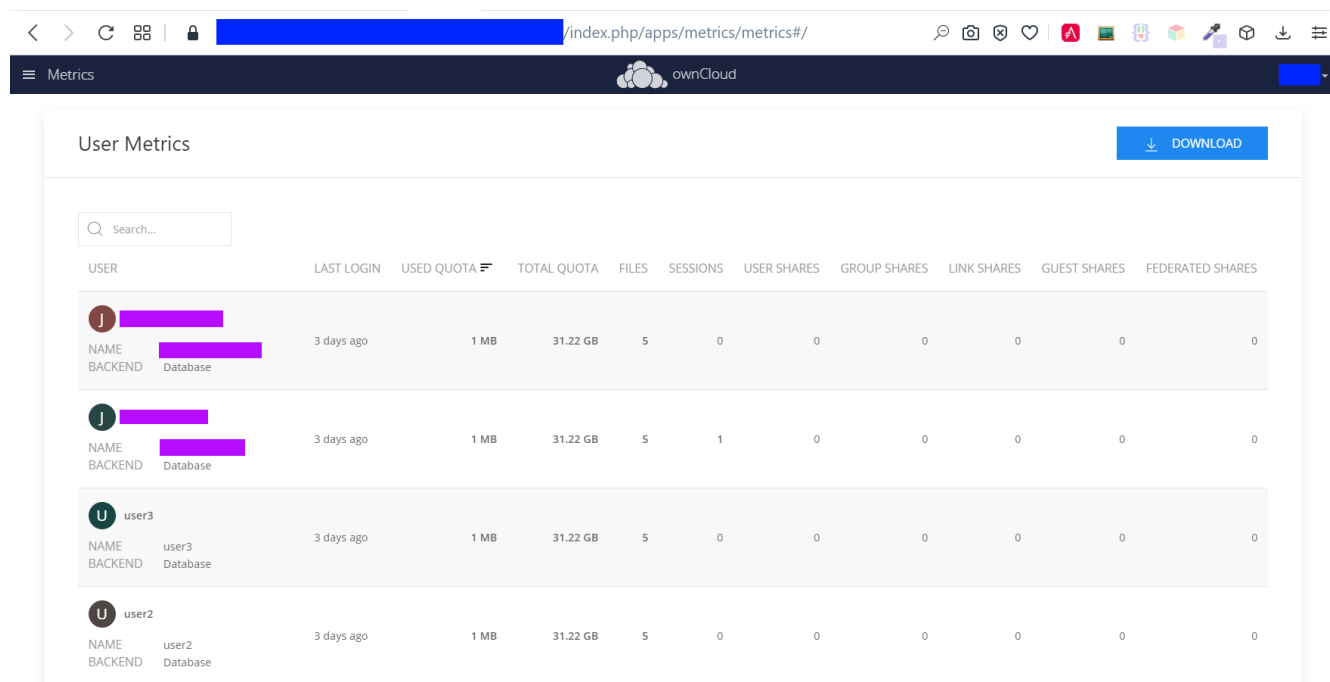 /index.php/apps/metrics/metrics#/
Metrics
ownCloud
User Metrics
DOWNLOAD
Search...
USER LAST LOGIN USED QUOTA TOTAL QUOTA FILES SESSIONS USER SHARES GROUP SHARES LINK SHARES GUEST SHARES FEDERATED SHARES
J
3 days ago 1 MB 31.22 GB 5 0 0 0 0 0 0
NAME
BACKEND Database
J
3 days ago 1 MB 31.22 GB 5 1 0 0 0 0 0
NAME
BACKEND Database
U user3
3 days ago 1 MB 31.22 GB 5 0 0 0 0 0 0
NAME user3
BACKEND Database
U user2
3 days ago 1 MB 31.22 GB 5 0 0 0 0 0 0
NAME user2
BACKEND Database